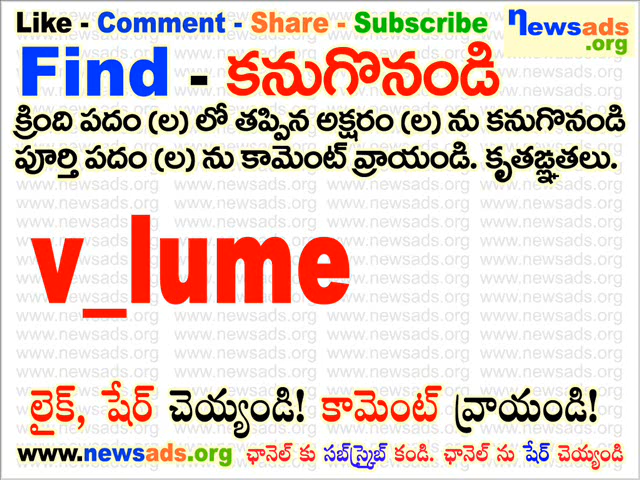 Like - Comment - Share - Subscribe
newsads
.org
Find - కనుగొనండి
క్రింది పదం (ల) లో తప్పిన అక్షరం (ల) ను కనుగొనండి
పూర్తి పదం (ల) ను కామెంట్ వ్రాయండి. కృతఙ్ఞతలు.
v_lume
లైక్, షేర్ చెయ్యండి! కామెంట్ వ్రాయండి!
www.newsads.org ఛానెల్ కు సబ్‌స్క్రైబ్ కండి. ఛానెల్ ను షేర్ చెయ్యండి